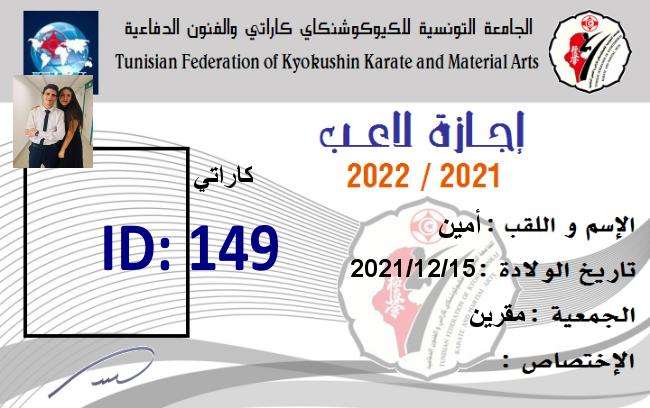 الجامعة التونسية للكيوكوشنكاي كاراتي والفنون الدفاعية
Tunisian Federation of Kyokushin Karate and Material Arts
إجازة لاعب
2022 / 2021
كاراتي
ID: 149
الإسم و اللقب : أمين
تاريخ الولادة : 2021/12/15
الجمعية : مقرين
الإختصاص :